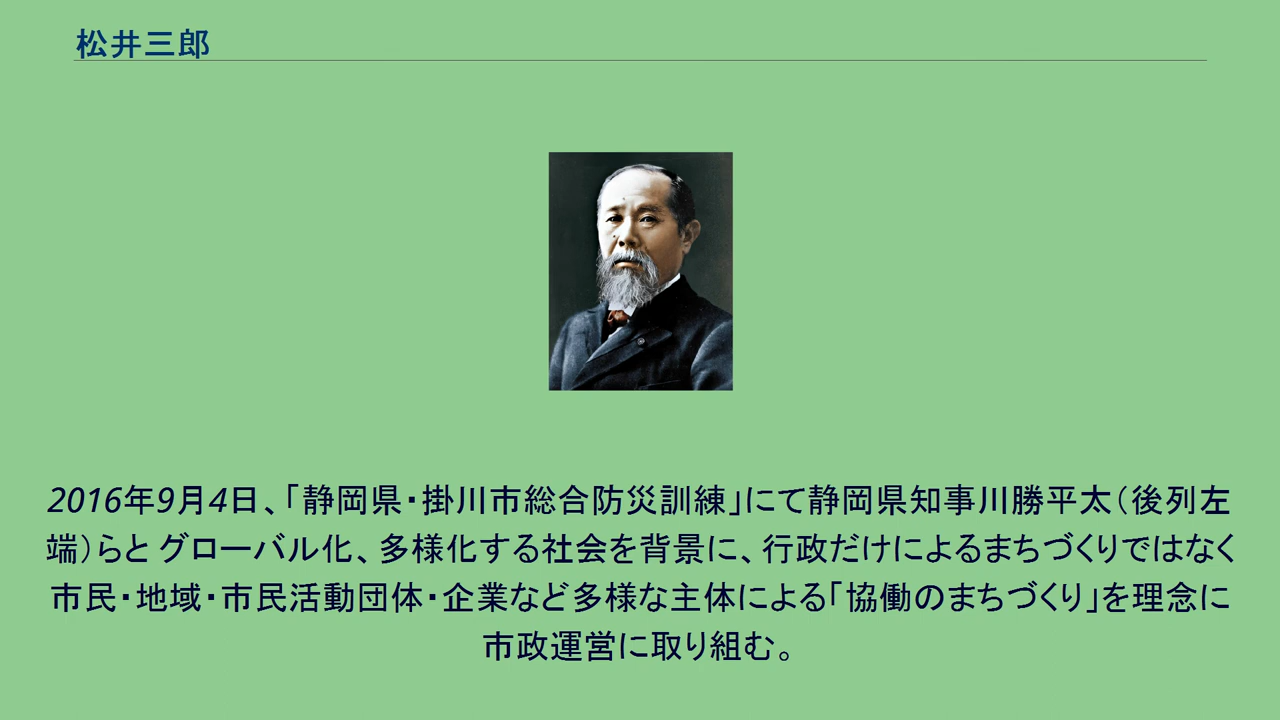 松井三郎
2016年9月4日、「静岡県・掛川市総合防災訓練」にて静岡県知事川勝平太（後列左
端）らと グローバル化、多様化する社会を背景に、行政だけによるまちづくりではなく
市民・地域・市民活動団体・企業など多様な主体による「協働のまちづくり」を理念に
市政運営に取り組む。